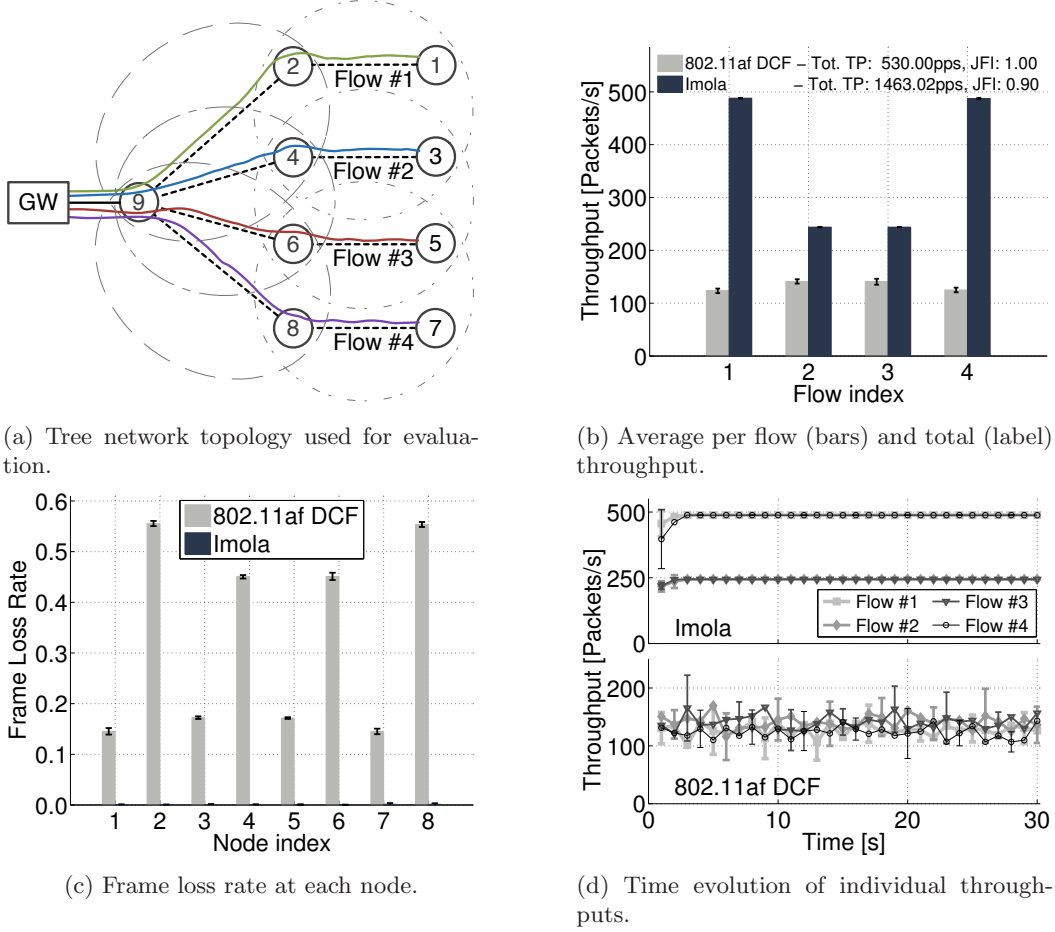 2
1
Flow #1
4
3
Flow #2
GW
9
6
5
Flow #3
8
7
Flow #4
(a) Tree network topology used for evalua-
tion.
802.11af DCF – Tot. TP: 530.00pps, JFI: 1.00
Imola – Tot. TP: 1463.02pps, JFI: 0.90
Throughput [Packets/s]
500
400
300
200
100
0
1 2 3 4
Flow index
(b) Average per flow (bars) and total (label)
throughput.
802.11af DCF
Imola
Frame Loss Rate
0.6
0.5
0.4
0.3
0.2
0.1
0.0
1 2 3 4 5 6 7 8
Node index
(c) Frame loss rate at each node.
Throughput [Packets/s]
500
250
0
Flow #1 Flow #3
Flow #2 Flow #4
Imola
200
100
0
802.11af DCF
0 10 20 30
Time [s]
(d) Time evolution of individual through-
puts.